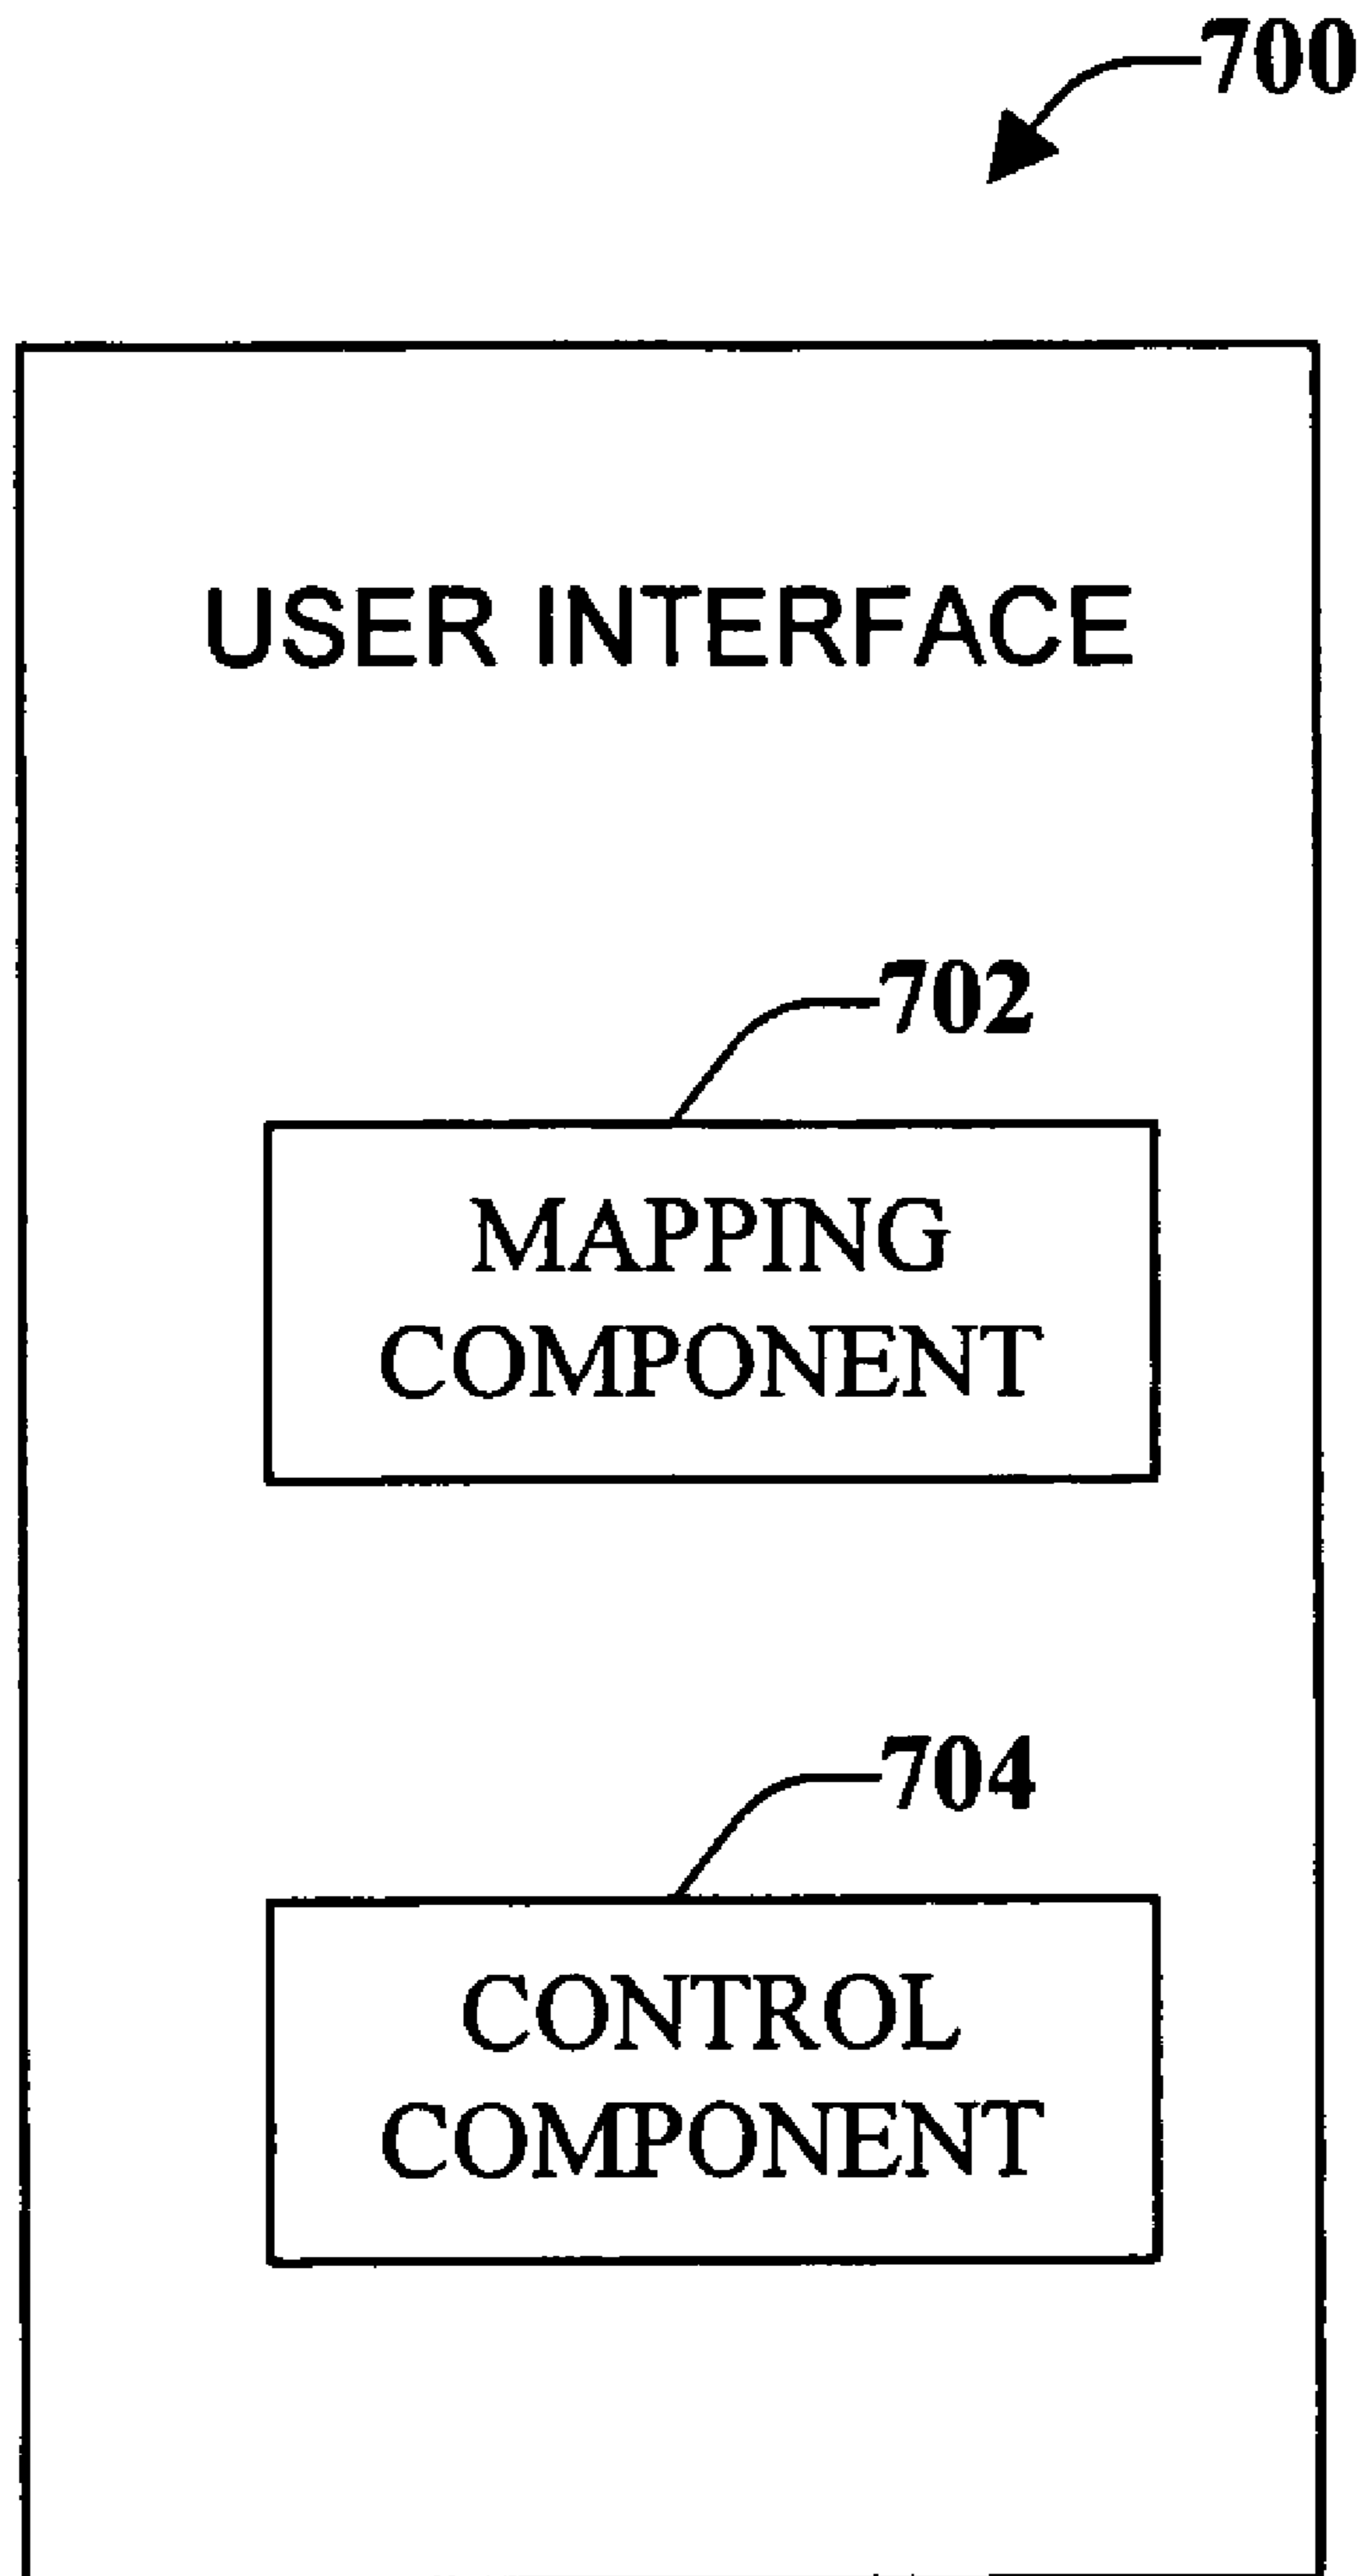 700
USER INTERFACE
702
MAPPING
COMPONENT
704
CONTROL
COMPONENT